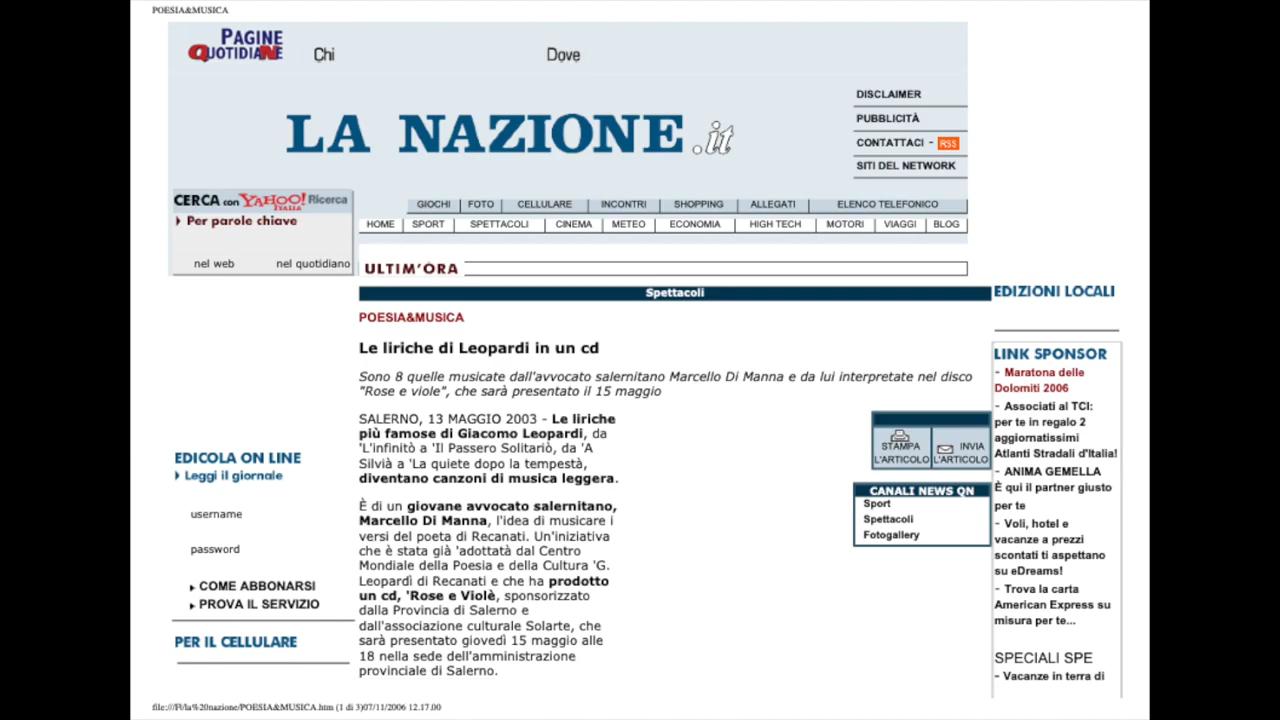 POESIA&MUSICA
PAGINE
QUOTIDIANE
Chi
Dove
LA NAZIONE.it
DISCLAIMER
PUBBLICITÀ
CONTATTACI - RSS
SITI DEL NETWORK
CERCA con YAHOO! ITALIA Ricerca
Per parole chiave
nel web nel quotidiano
GIOCHI FOTO CELLULARE INCONTRI SHOPPING ALLEGATI ELENCO TELEFONICO
HOME SPORT SPETTACOLI CINEMA METEO ECONOMIA HIGH TECH MOTORI VIAGGI BLOG
ULTIM'ORA
Spettacoli
POESIA&MUSICA
Le liriche di Leopardi in un cd
Sono 8 quelle musicate dall'avvocato salernitano Marcello Di Manna e da lui interpretate nel disco
"Rose e viole", che sarà presentato il 15 maggio
SALERNO, 13 MAGGIO 2003 - Le liriche
più famose di Giacomo Leopardi, da
'L'infinitò a 'Il Passero Solitariò, da 'A
Silvià a 'La quiete dopo la tempestà,
diventano canzoni di musica leggera.
È di un giovane avvocato salernitano,
Marcello Di Manna, l'idea di musicare i
versi del poeta di Recanati. Un'iniziativa
che è stata già 'adottatà dal Centro
Mondiale della Poesia e della Cultura 'G.
Leopardì di Recanati e che ha prodotto
un cd, 'Rose e Violè, sponsorizzato
dalla Provincia di Salerno e
dall'associazione culturale Solarte, che
sarà presentato giovedì 15 maggio alle
18 nella sede dell'amministrazione
provinciale di Salerno.
STAMPA
L'ARTICOLO
INVIA
L'ARTICOLO
CANALI NEWS QN
Sport
Spettacoli
Fotogallery
EDICOLA ON LINE
Leggi il giornale
username
password
COME ABBONARSI
PROVA IL SERVIZIO
PER IL CELLULARE
EDIZIONI LOCALI
LINK SPONSOR
- Maratona delle
Dolomiti 2006
- Associati al TCI:
per te in regalo 2
aggiornatissimi
Atlanti Stradali d'Italia!
- ANIMA GEMELLA
È qui il partner giusto
per te
- Voli, hotel e
vacanze a prezzi
scontati ti aspettano
su eDreams!
- Trova la carta
American Express su
misura per te...
SPECIALI SPE
- Vacanze in terra di
file:///F|/la%20nazione/POESIA&MUSICA.htm (1 di 3)07/11/2006 12.17.00